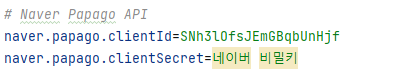 # Naver Papago API
naver.papago.clientId=SNh3lOfsJEmGBqbUnHjf
naver.papago.clientSecret=네이버 비밀키